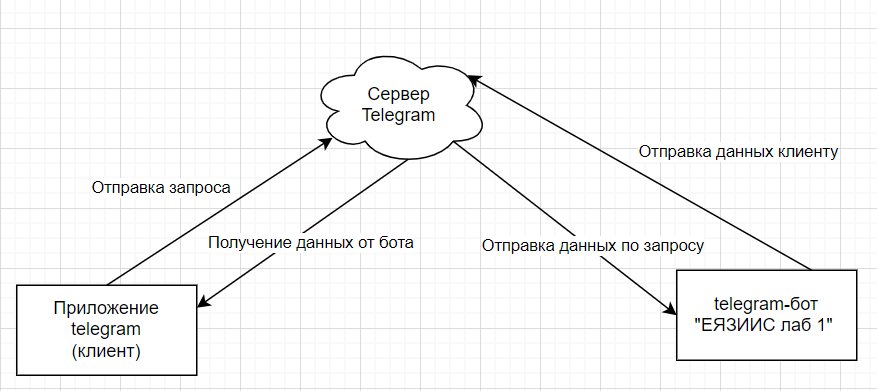 Сервер
Telegram
Отправка данных клиенту
Отправка запроса
Получение данных от бота
Отправка данных по запросу
Приложение
telegram
(клиент)
telegram-бот
"ЕЯЗИИС лаб 1"